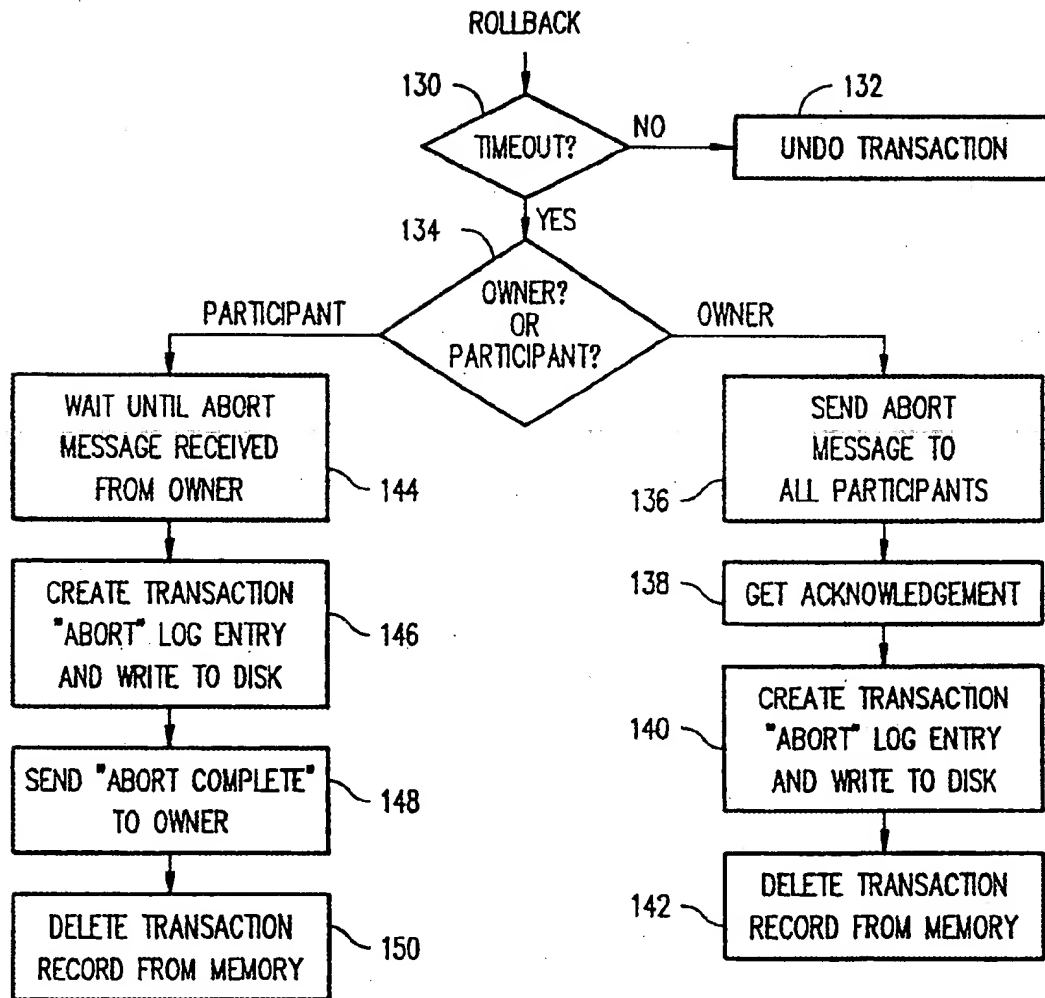 ROLLBACK
130
TIMEOUT?
NO
132
UNDO TRANSACTION
YES
134
OWNER?
OR
PARTICIPANT?
PARTICIPANT
OWNER
WAIT UNTIL ABORT
MESSAGE RECEIVED
FROM OWNER
144
CREATE TRANSACTION
"ABORT" LOG ENTRY
AND WRITE TO DISK
146
SEND "ABORT COMPLETE"
TO OWNER
148
DELETE TRANSACTION
RECORD FROM MEMORY
150
SEND ABORT
MESSAGE TO
ALL PARTICIPANTS
136
138
GET ACKNOWLEDGEMENT
140
CREATE TRANSACTION
"ABORT" LOG ENTRY
AND WRITE TO DISK
142
DELETE TRANSACTION
RECORD FROM MEMORY